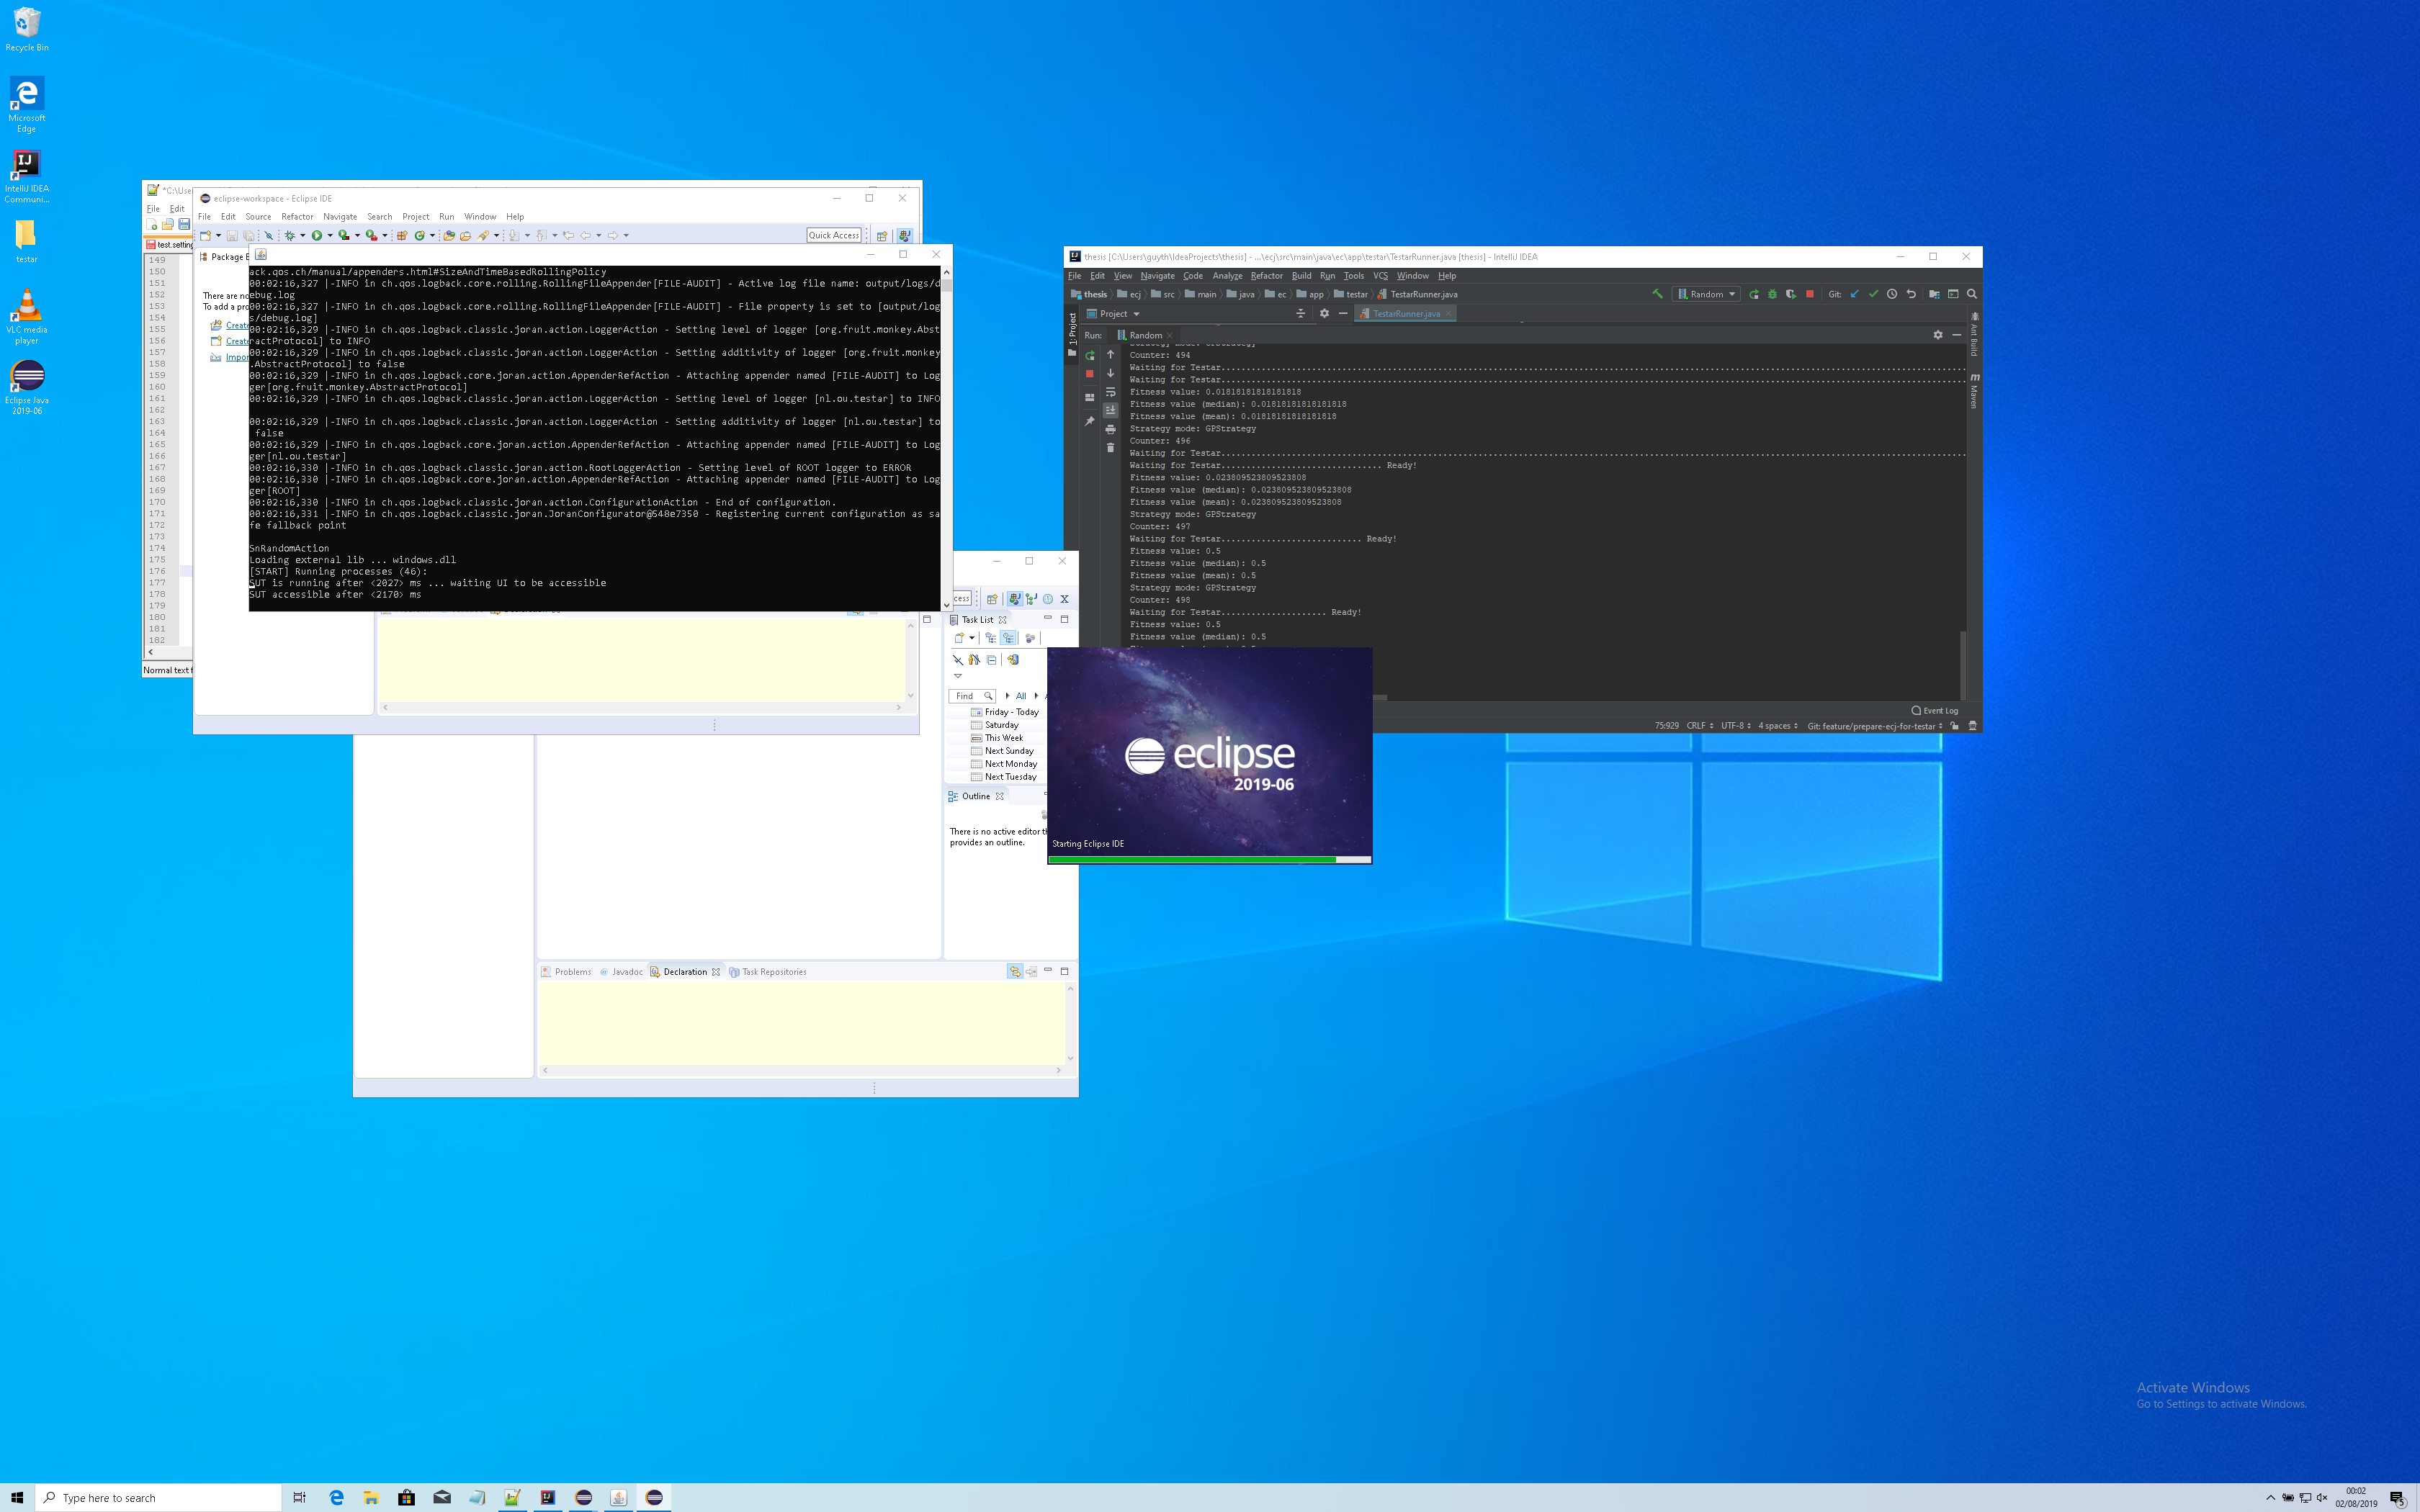 Recycle Bin
Microsoft
Edge
IntelliJ IDEA
Communi...
testar
VLC media
player
Eclipse Java
2019-06
*C:\Use
File Edit
test.setting
149
150
151
152
153
154
155
156
157
158
159
160
161
162
163
164
165
166
167
168
169
170
171
172
173
174
175
176
177
178
179
180
181
182
Normal text f
eclipse-workspace - Eclipse IDE
File Edit Source Refactor Navigate Search Project Run Window Help
Quick Access
Package E
There are no
To add a pro
Create
Create
Impor
ack.qos.ch/manual/appenders.html#SizeAndTimeBasedRollingPolicy
00:02:16,327 |-INFO in ch.qos.logback.core.rolling.RollingFileAppender[FILE-AUDIT] - Active log file name: output/logs/d
ebug.log
00:02:16,327 |-INFO in ch.qos.logback.core.rolling.RollingFileAppender[FILE-AUDIT] - File property is set to [output/log
s/debug.log]
00:02:16,329 |-INFO in ch.qos.logback.classic.joran.action.LoggerAction - Setting level of logger [org.fruit.monkey.Abst
ractProtocol] to INFO
00:02:16,329 |-INFO in ch.qos.logback.classic.joran.action.LoggerAction - Setting additivity of logger [org.fruit.monkey
.AbstractProtocol] to false
00:02:16,329 |-INFO in ch.qos.logback.core.joran.action.AppenderRefAction - Attaching appender named [FILE-AUDIT] to Log
ger[org.fruit.monkey.AbstractProtocol]
00:02:16,329 |-INFO in ch.qos.logback.classic.joran.action.LoggerAction - Setting level of logger [nl.ou.testar] to INFO
00:02:16,329 |-INFO in ch.qos.logback.classic.joran.action.LoggerAction - Setting additivity of logger [nl.ou.testar] to
false
00:02:16,329 |-INFO in ch.qos.logback.core.joran.action.AppenderRefAction - Attaching appender named [FILE-AUDIT] to Log
ger[nl.ou.testar]
00:02:16,330 |-INFO in ch.qos.logback.classic.joran.action.RootLoggerAction - Setting level of ROOT logger to ERROR
00:02:16,330 |-INFO in ch.qos.logback.core.joran.action.AppenderRefAction - Attaching appender named [FILE-AUDIT] to Log
ger[ROOT]
00:02:16,330 |-INFO in ch.qos.logback.classic.joran.action.ConfigurationAction - End of configuration.
00:02:16,331 |-INFO in ch.qos.logback.classic.joran.JoranConfigurator@548e7350 - Registering current configuration as sa
fe fallback point
SnRandomAction
Loading external lib ... windows.dll
[START] Running processes (46):
SUT is running after <2027> ms ... waiting UI to be accessible
SUT accessible after <2170> ms
cess
Task List
Find
All
Friday - Today
Saturday
This Week
Next Sunday
Next Monday
Next Tuesday
Outline
There is no active editor th
provides an outline.
Problems Javadoc Declaration Task Repositories
thesis [C:\Users\guyth\IdeaProjects\thesis] - ...\ecj\src\main\java\ec\app\testar\TestarRunner.java [thesis] - IntelliJ IDEA
File Edit View Navigate Code Analyze Refactor Build Run Tools VCS Window Help
thesis ecj src main java ec app testar TestarRunner.java
Random
Git:
1: Project
Project
TestarRunner.java
Ant Build
Maven
Run: Random
Counter: 494
Waiting for Testar..................................................
Waiting for Testar..................................................
Fitness value: 0.01818181818181818
Fitness value (median): 0.01818181818181818
Fitness value (mean): 0.01818181818181818
Strategy mode: GPStrategy
Counter: 496
Waiting for Testar..................................................
Waiting for Testar................................ Ready!
Fitness value: 0.023809523809523808
Fitness value (median): 0.023809523809523808
Fitness value (mean): 0.023809523809523808
Strategy mode: GPStrategy
Counter: 497
Waiting for Testar............................ Ready!
Fitness value: 0.5
Fitness value (median): 0.5
Fitness value (mean): 0.5
Strategy mode: GPStrategy
Counter: 498
Waiting for Testar..................... Ready!
Fitness value: 0.5
Fitness value (median): 0.5
Event Log
75:929 CRLF UTF-8 4 spaces Git: feature/prepare-ecj-for-testar
eclipse
2019-06
Starting Eclipse IDE
Activate Windows
Go to Settings to activate Windows.
Type here to search
00:02
02/08/2019
5